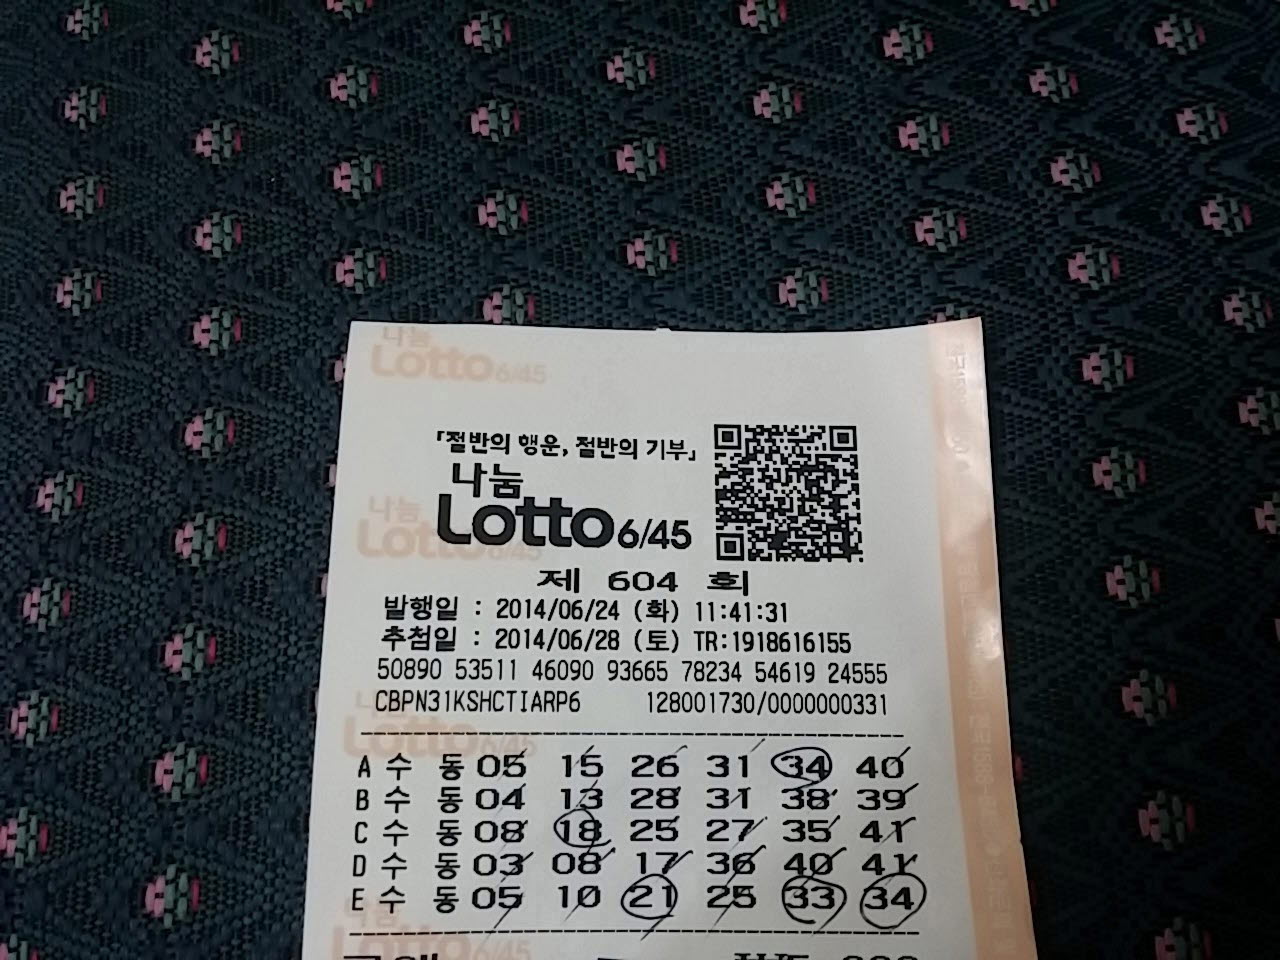 나눔
Lotto 6/45
「절반의 행운, 절반의 기부」
나눔
Lotto 6/45
제 604 회
발행일 : 2014/06/24 (화) 11:41:31
추첨일 : 2014/06/28 (토) TR:1918616155
50890 53511 46090 93665 78234 54619 24555
CBPN31KSHCTIARP6 128001730/0000000331
A 수 동 05 15 26 31 34 40
B 수 동 04 13 28 31 38 39
C 수 동 08 18 25 27 35 41
D 수 동 03 08 17 36 40 41
E 수 동 05 10 21 25 33 34